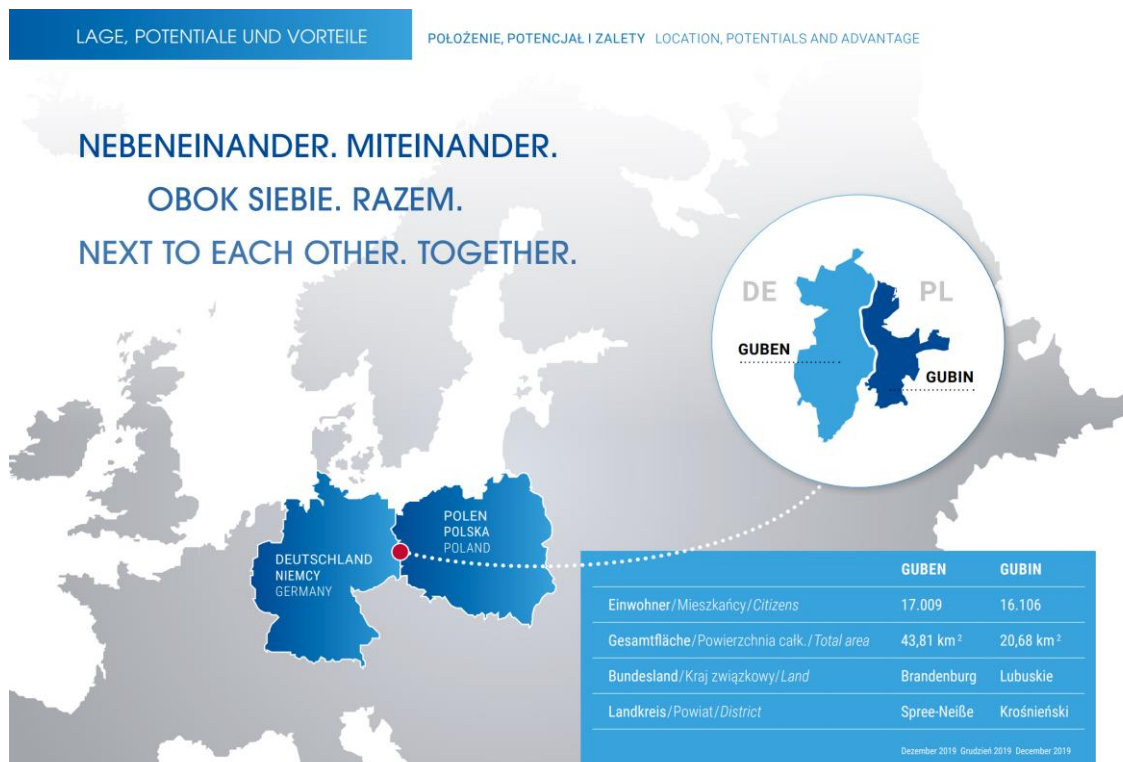 LAGE, POTENTIALE UND VORTEILE
POŁOŻENIE, POTENCJAŁ I ZALETY LOCATION, POTENTIALS AND ADVANTAGE
NEBENEINANDER. MITEINANDER.
OBOK SIEBIE. RAZEM.
NEXT TO EACH OTHER. TOGETHER.
DE PL
GUBEN
GUBIN
POLEN
POLSKA
POLAND
DEUTSCHLAND
NIEMCY
GERMANY
GUBEN GUBIN
Einwohner/Mieszkańcy/Citizens 17.009 16.106
Gesamtfläche/Powierzchnia całk./Total area 43,81 km² 20,68 km²
Bundesland/Kraj związkowy/Land Brandenburg Lubuskie
Landkreis/Powiat/District Spree-Neiße Krośnieński
Dezember 2019 Grudzień 2019 December 2019